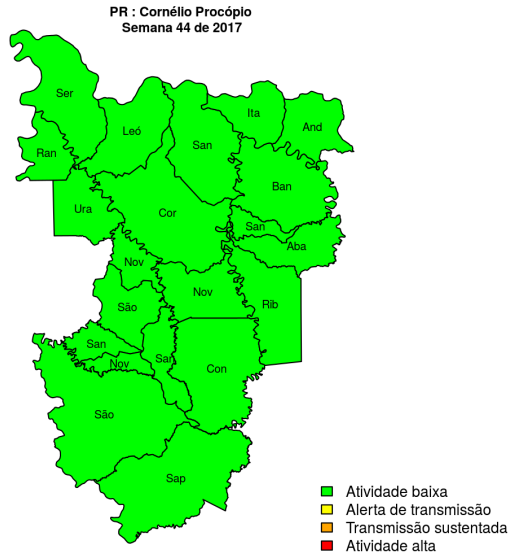 PR : Cornélio Procópio
Semana 44 de 2017
Ser
Ita
And
Leó
San
Ran
Ban
Ura
Cor
San
Aba
Nov
Nov
Rib
São
San
San
Nov
Con
São
Sap
Atividade baixa
Alerta de transmissão
Transmissão sustentada
Atividade alta